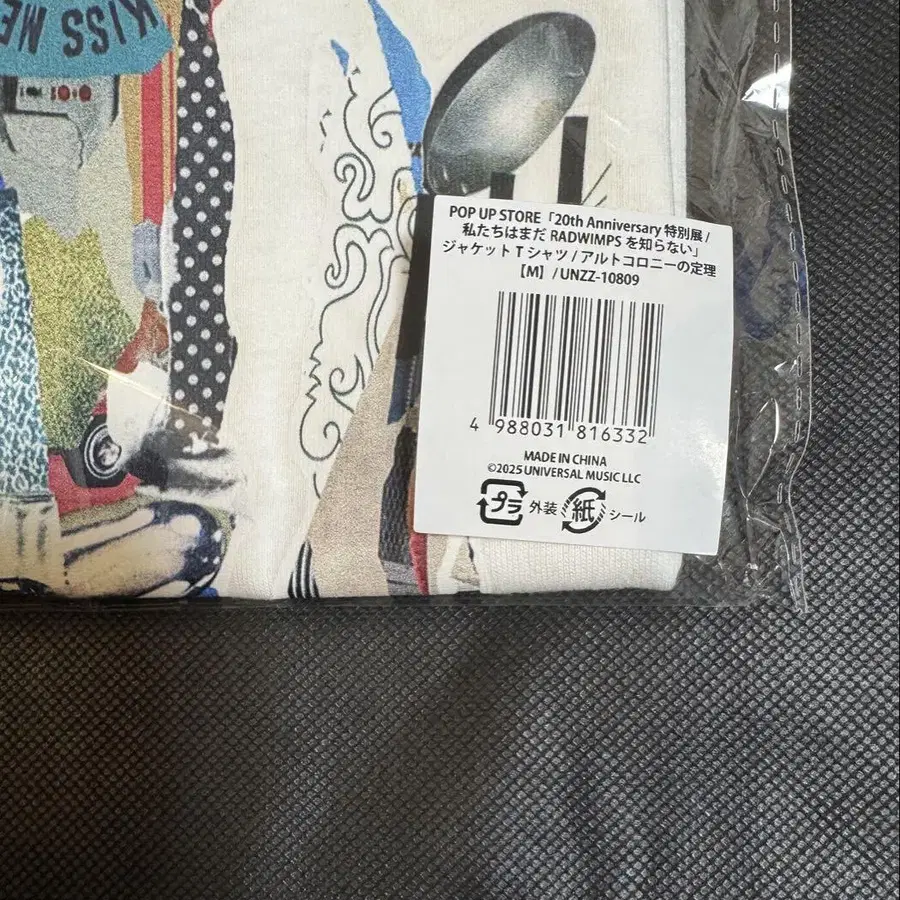 KISS ME
POP UP STORE「20th Anniversary 特別展 /
私たちはまだ RADWIMPS を知らない」
ジャケット T シャツ / アルトコロニーの定理
【M】/ UNZZ-10809
4 988031 816332
MADE IN CHINA
©2025 UNIVERSAL MUSIC LLC
プラ 外装 紙 シール